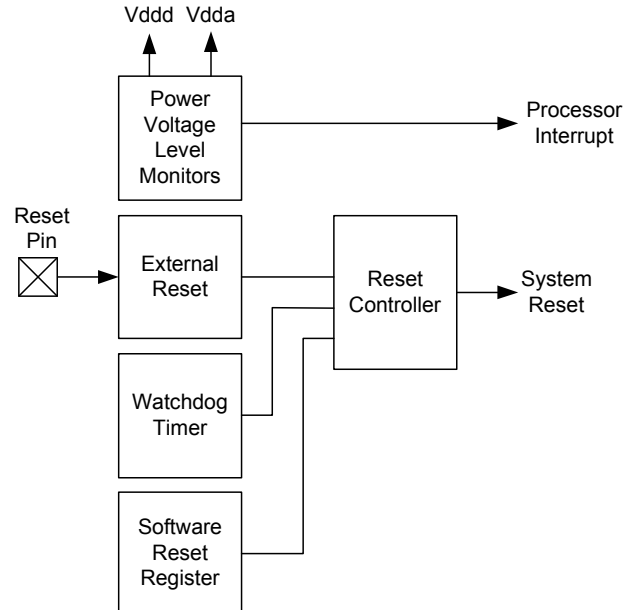 Vddd Vdda
Power
Voltage
Level
Monitors
Processor
Interrupt
Reset
Pin
External
Reset
Reset
Controller
System
Reset
Watchdog
Timer
Software
Reset
Register